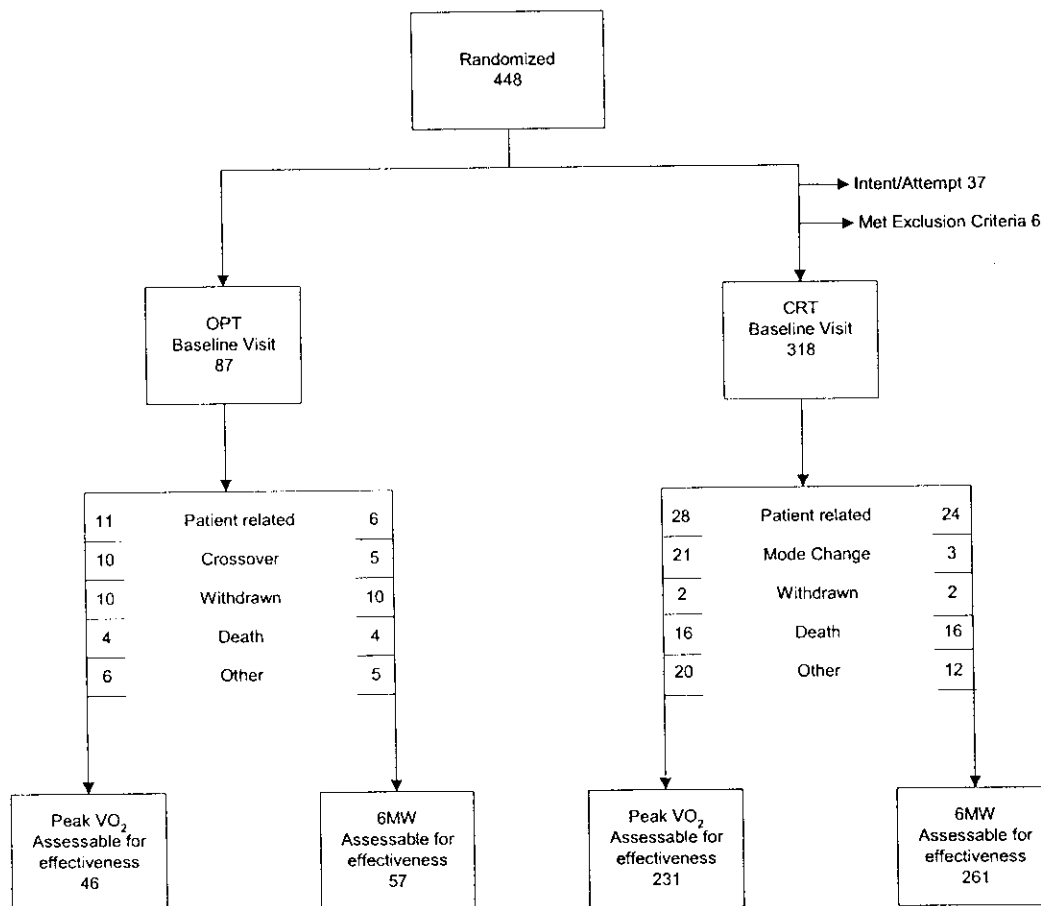 Randomized
448
Intent/Attempt 37
Met Exclusion Criteria 6
OPT
Baseline Visit
87
CRT
Baseline Visit
318
11 Patient related 6
10 Crossover 5
10 Withdrawn 10
4 Death 4
6 Other 5
28 Patient related 24
21 Mode Change 3
2 Withdrawn 2
16 Death 16
20 Other 12
Peak VO₂
Assessable for
effectiveness
46
6MW
Assessable for
effectiveness
57
Peak VO₂
Assessable for
effectiveness
231
6MW
Assessable for
effectiveness
261